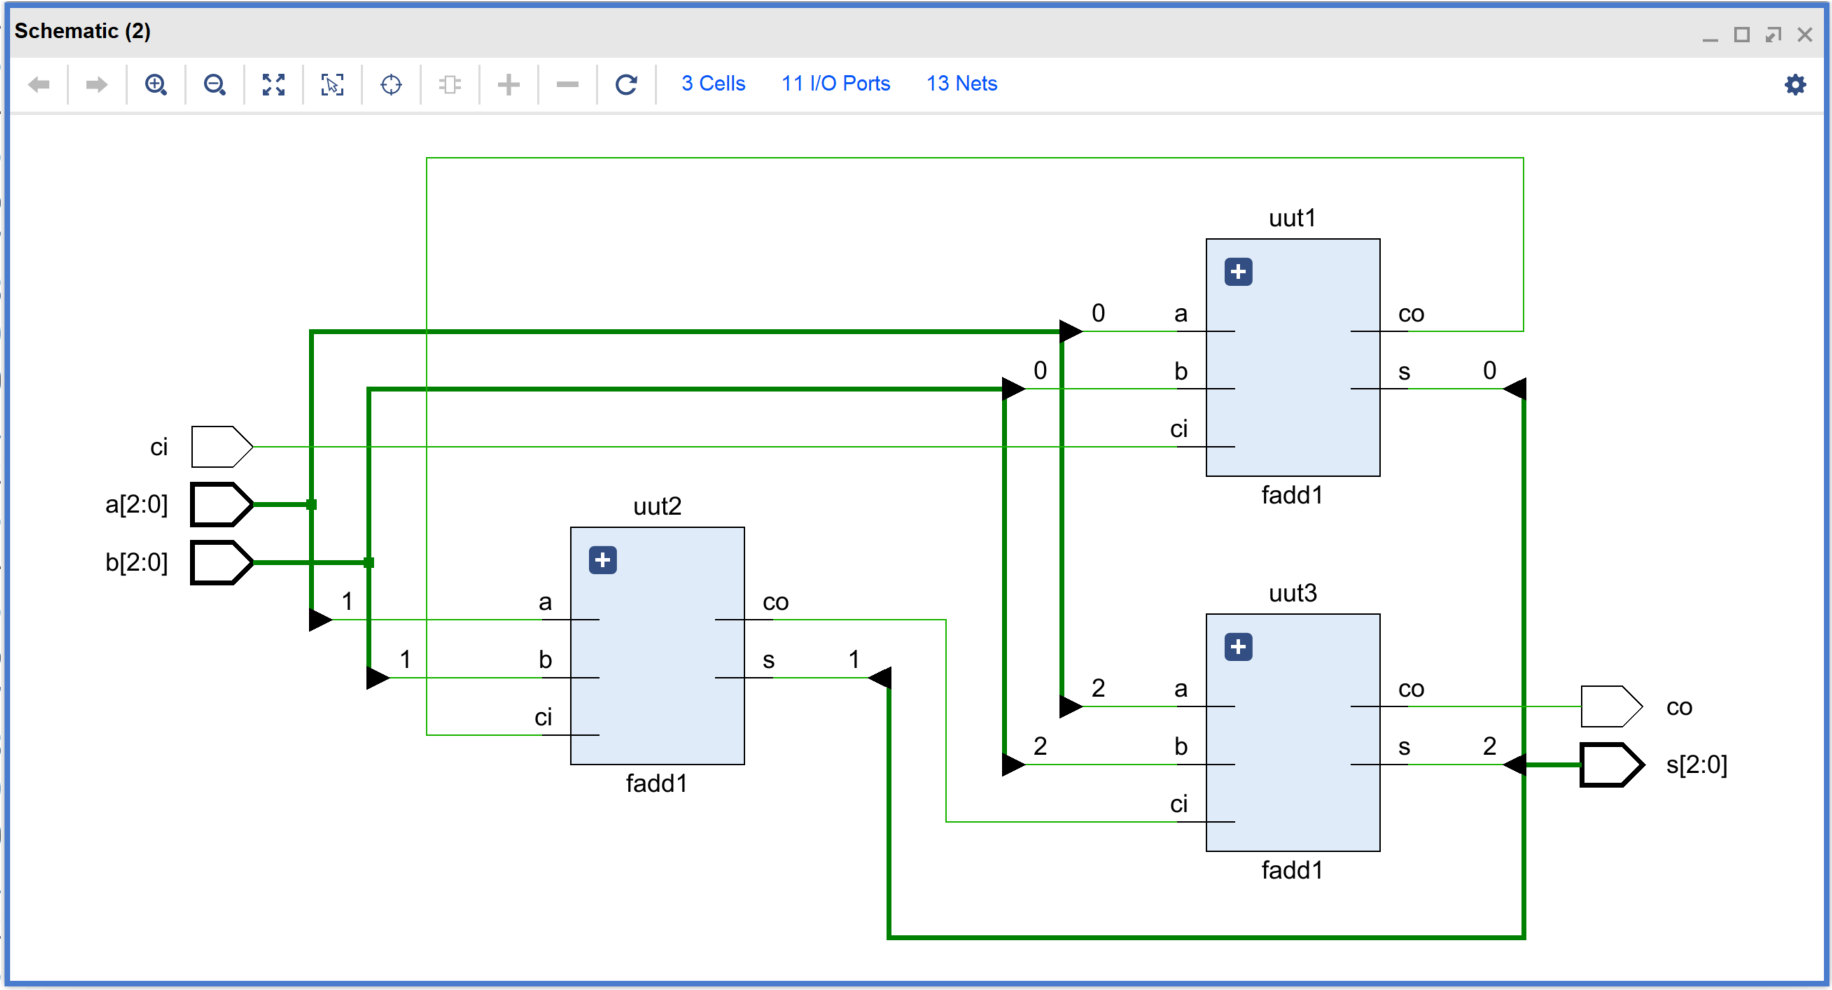 Schematic (2)
3 Cells 11 I/O Ports 13 Nets
uut1
0 a co
0 b s 0
ci ci
fadd1
a[2:0]
uut2
b[2:0]
1 a co
1 b s 1
ci
fadd1
uut3
2 a co co
2 b s 2 s[2:0]
ci
fadd1